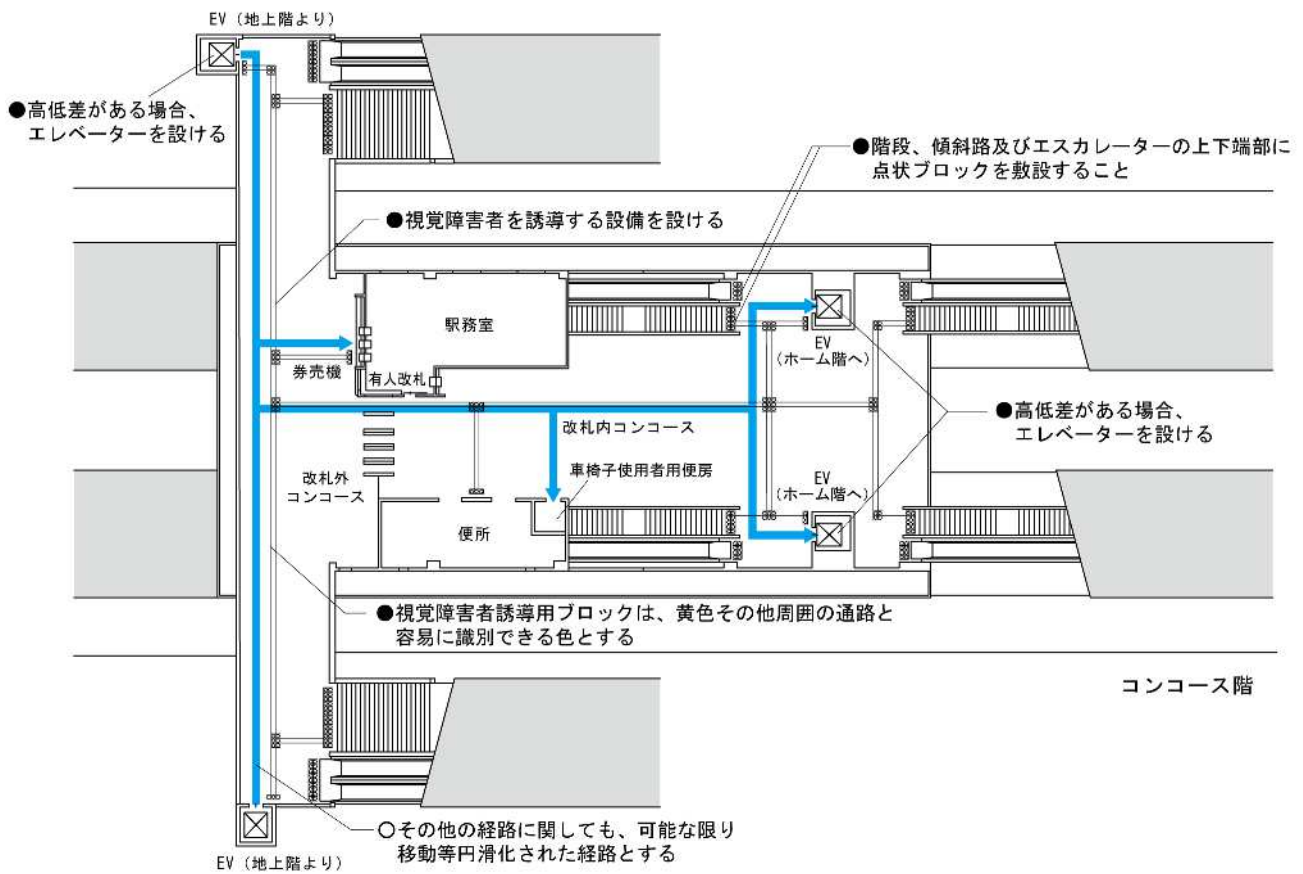 EV（地上階より）
●高低差がある場合、
エレベーターを設ける
●階段、傾斜路及びエスカレーターの上下端部に
点状ブロックを敷設すること
●視覚障害者を誘導する設備を設ける
駅務室
EV
（ホーム階へ）
券売機
有人改札
●高低差がある場合、
エレベーターを設ける
改札内コンコース
車椅子使用者用便房
改札外
コンコース
EV
（ホーム階へ）
便所
●視覚障害者誘導用ブロックは、黄色その他周囲の通路と
容易に識別できる色とする
コンコース階
○その他の経路に関しても、可能な限り
移動等円滑化された経路とする
EV（地上階より）